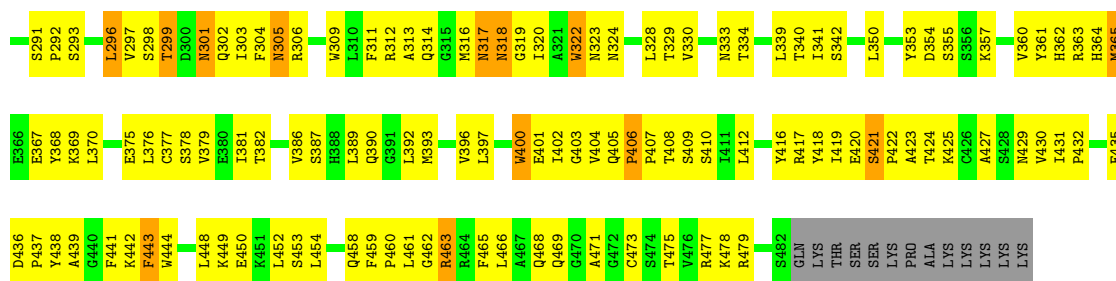 S291 P292 S293 L296 V297 S298 T299 D300 N301 Q302 I303 F304 N305 R306 W309 L310 F311 R312 A313 Q314 G315 M316 N317 N318 G319 I320 A321 W322 N323 N324 L328 T329 V330 N333 T334 L339 T340 I341 S342 L350 Y353 D354 S355 S356 K357 V360 Y361 H362 R363 H364 M365
E366 E367 Y368 K369 L370 E375 L376 C377 S378 V379 E380 I381 T382 V386 S387 H388 L389 Q390 G391 L392 M393 V396 L397 W400 E401 I402 G403 V404 Q405 P406 P407 T408 S409 S410 I411 L412 Y416 R417 Y418 I419 E420 S421 P422 A423 T424 K425 C426 A427 S428 N429 V430 I431 P432
D436 P437 Y438 A439 G440 F441 K442 F443 W444 L448 K449 E450 K451 L452 S453 L454 Q458 F459 P460 L461 G462 R463 R464 F465 L466 A467 Q468 Q469 G470 A471 G472 C473 S474 T475 V476 R477 K478 R479 S482 GLN LYS THR SER SER LYS PRO ALA LYS LYS LYS LYS LYS